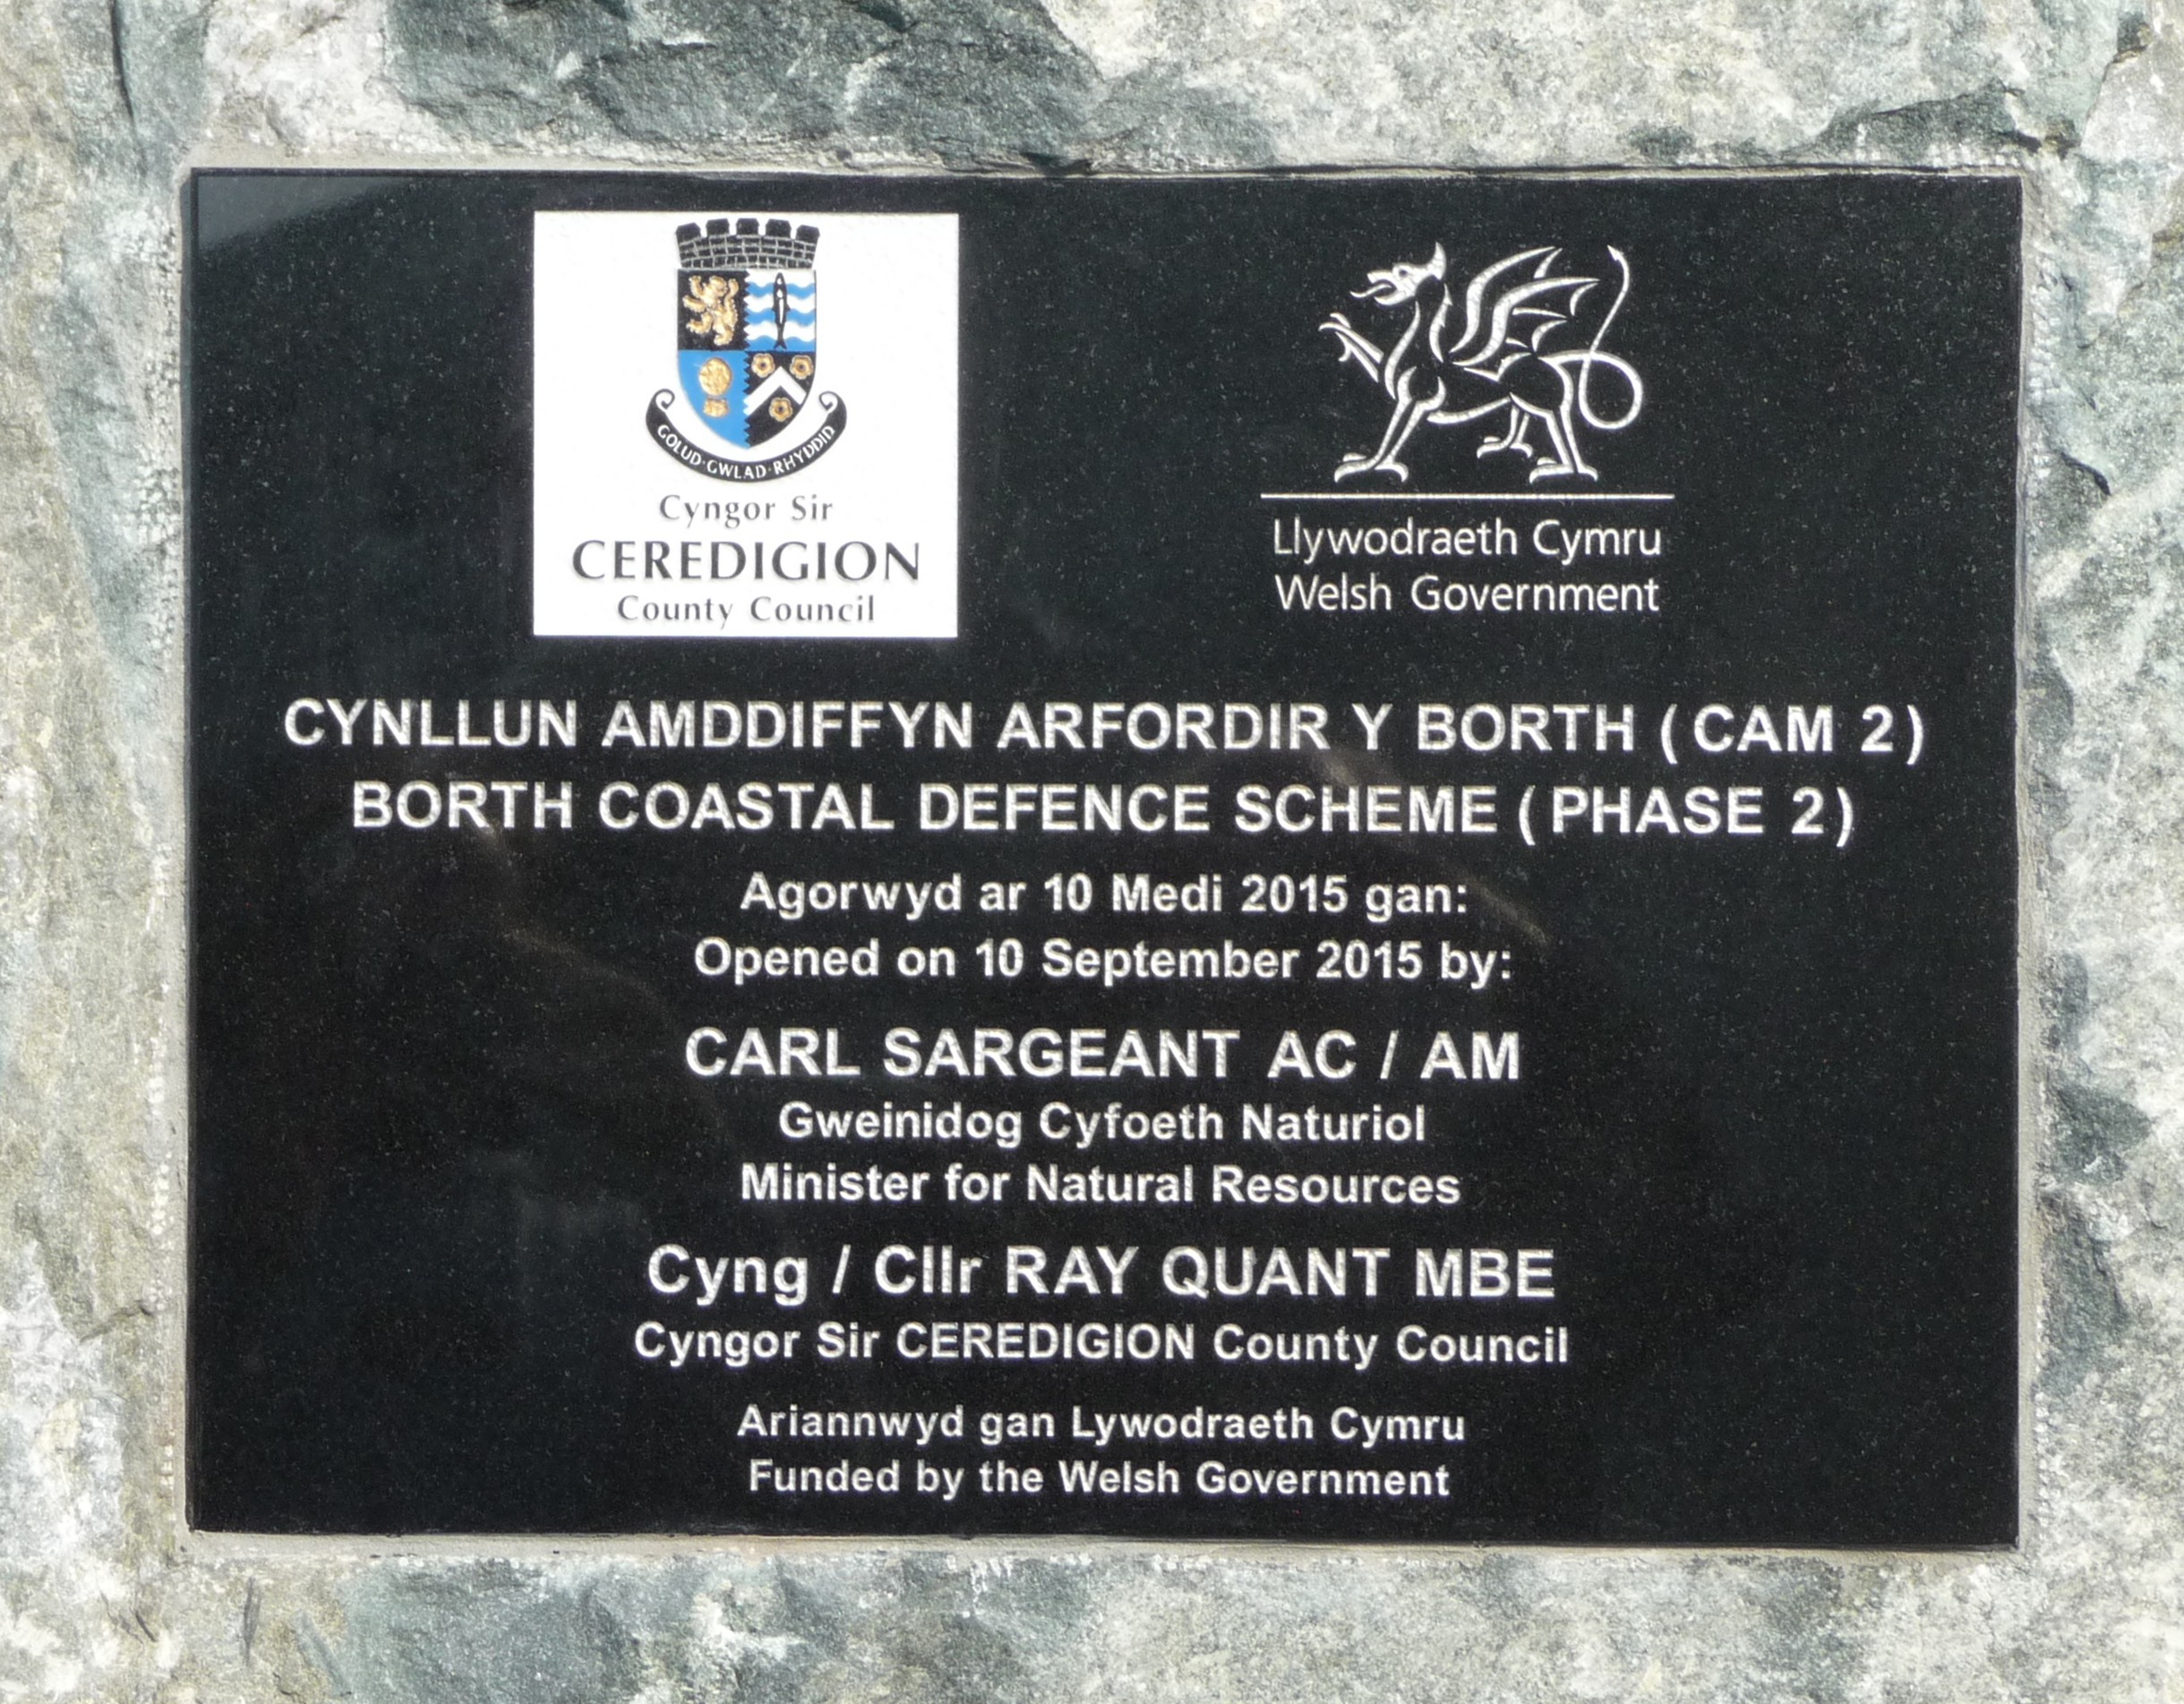 GOLUD·GWLAD·RHYDDID
Cyngor Sir
CEREDIGION
County Council
Llywodraeth Cymru
Welsh Government
CYNLLUN AMDDIFFYN ARFORDIR Y BORTH (CAM 2)
BORTH COASTAL DEFENCE SCHEME (PHASE 2)
Agorwyd ar 10 Medi 2015 gan:
Opened on 10 September 2015 by:
CARL SARGEANT AC / AM
Gweinidog Cyfoeth Naturiol
Minister for Natural Resources
Cyng / Cllr RAY QUANT MBE
Cyngor Sir CEREDIGION County Council
Ariannwyd gan Lywodraeth Cymru
Funded by the Welsh Government